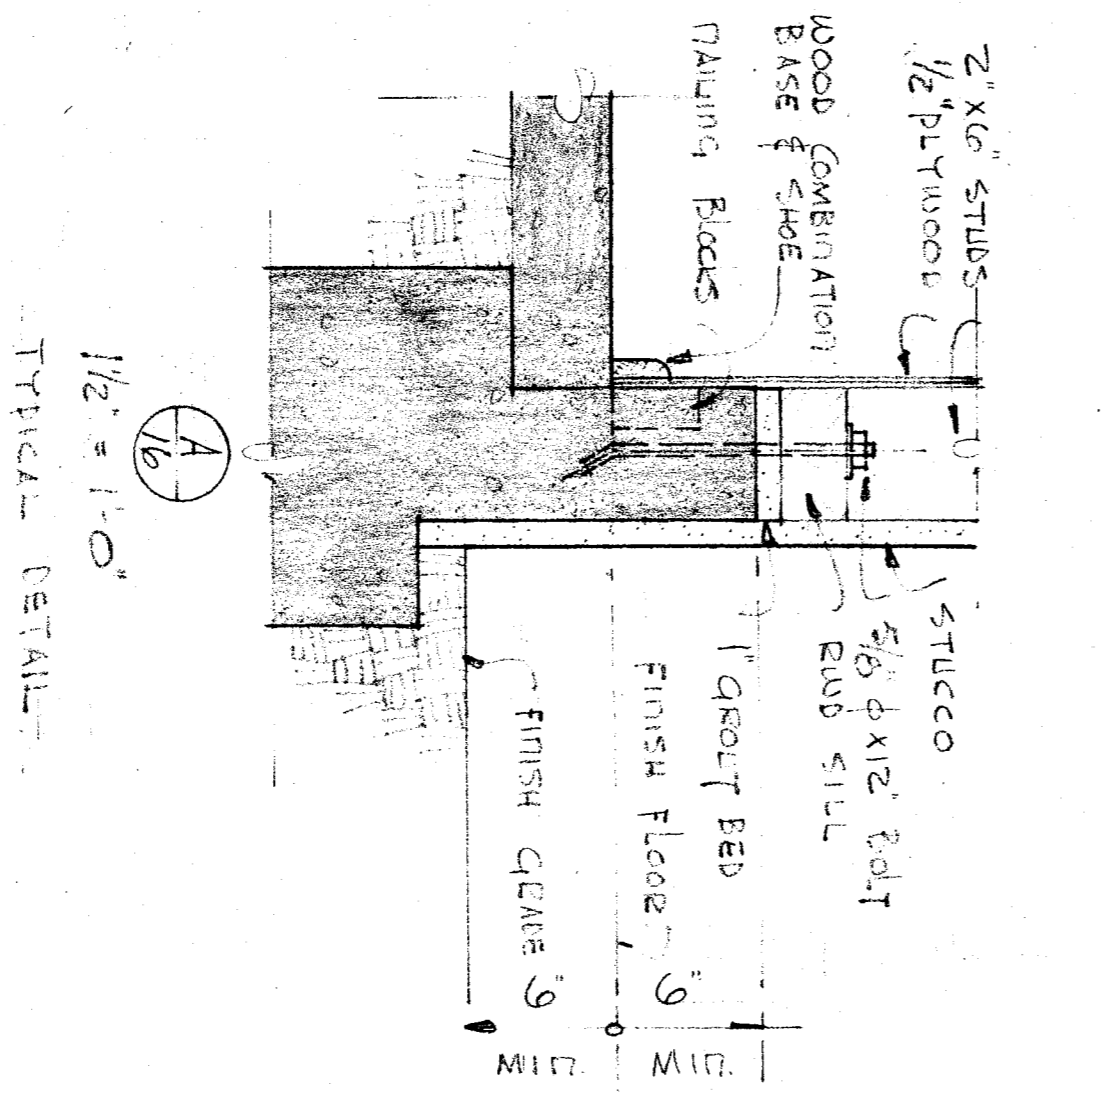 2"x6" STUDS
1/2" PLYWOOD
WOOD COMBINATION
BASE & SHOE
NAILING BLOCKS
STUCCO
5/8 φ x12" BOLT
RWD SILL
1" GROUT BED
FINISH FLOOR
FINISH GRADE
6" MIN.
6" MIN.
A
16
1 1/2" = 1'-0"
TYPICAL DETAIL